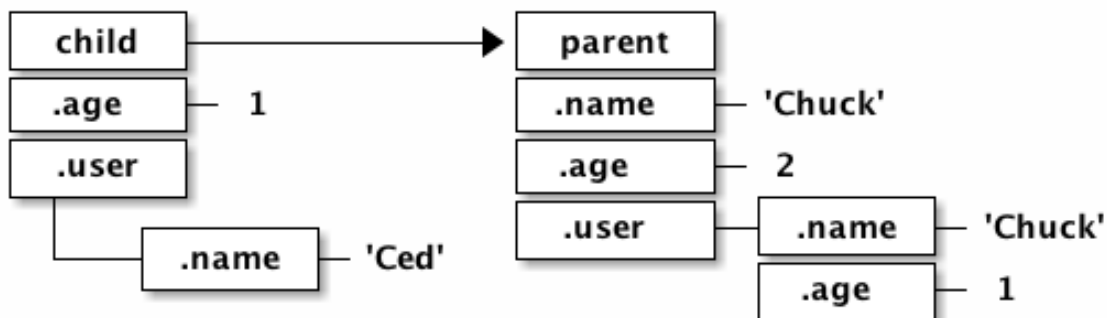 child
.age 1
.user
.name 'Ced'
parent
.name 'Chuck'
.age 2
.user .name 'Chuck'
.age 1